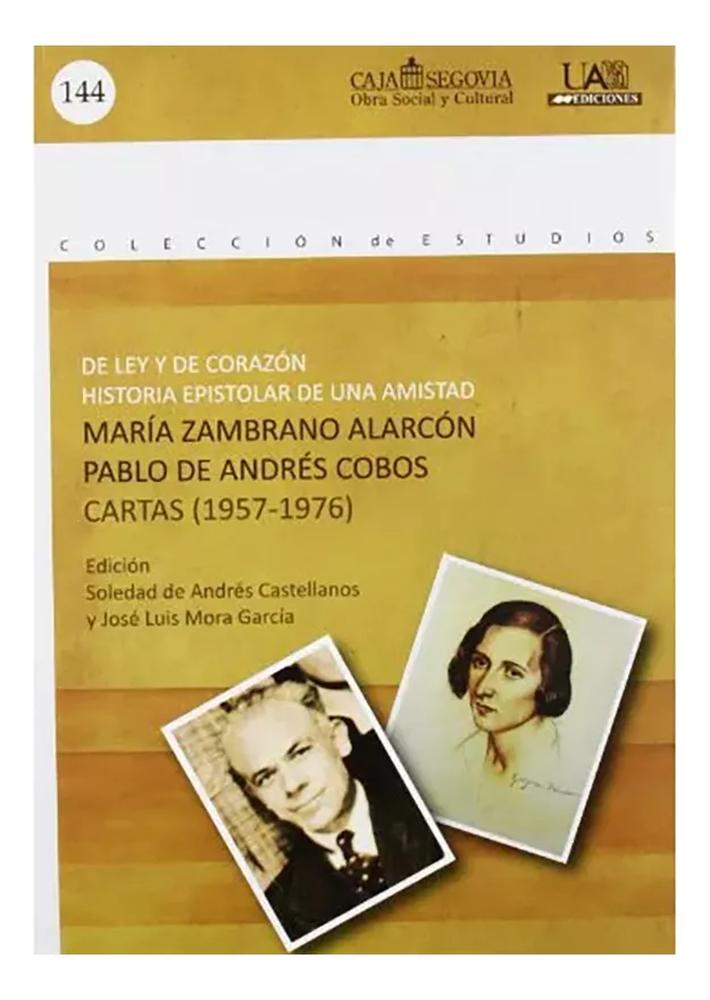 144
CAJA SEGOVIA
Obra Social y Cultural
UA
EDICIONES
COLECCIÓN de ESTUDIOS
DE LEY Y DE CORAZÓN
HISTORIA EPISTOLAR DE UNA AMISTAD
MARÍA ZAMBRANO ALARCÓN
PABLO DE ANDRÉS COBOS
CARTAS (1957-1976)
Edición
Soledad de Andrés Castellanos
y José Luis Mora García